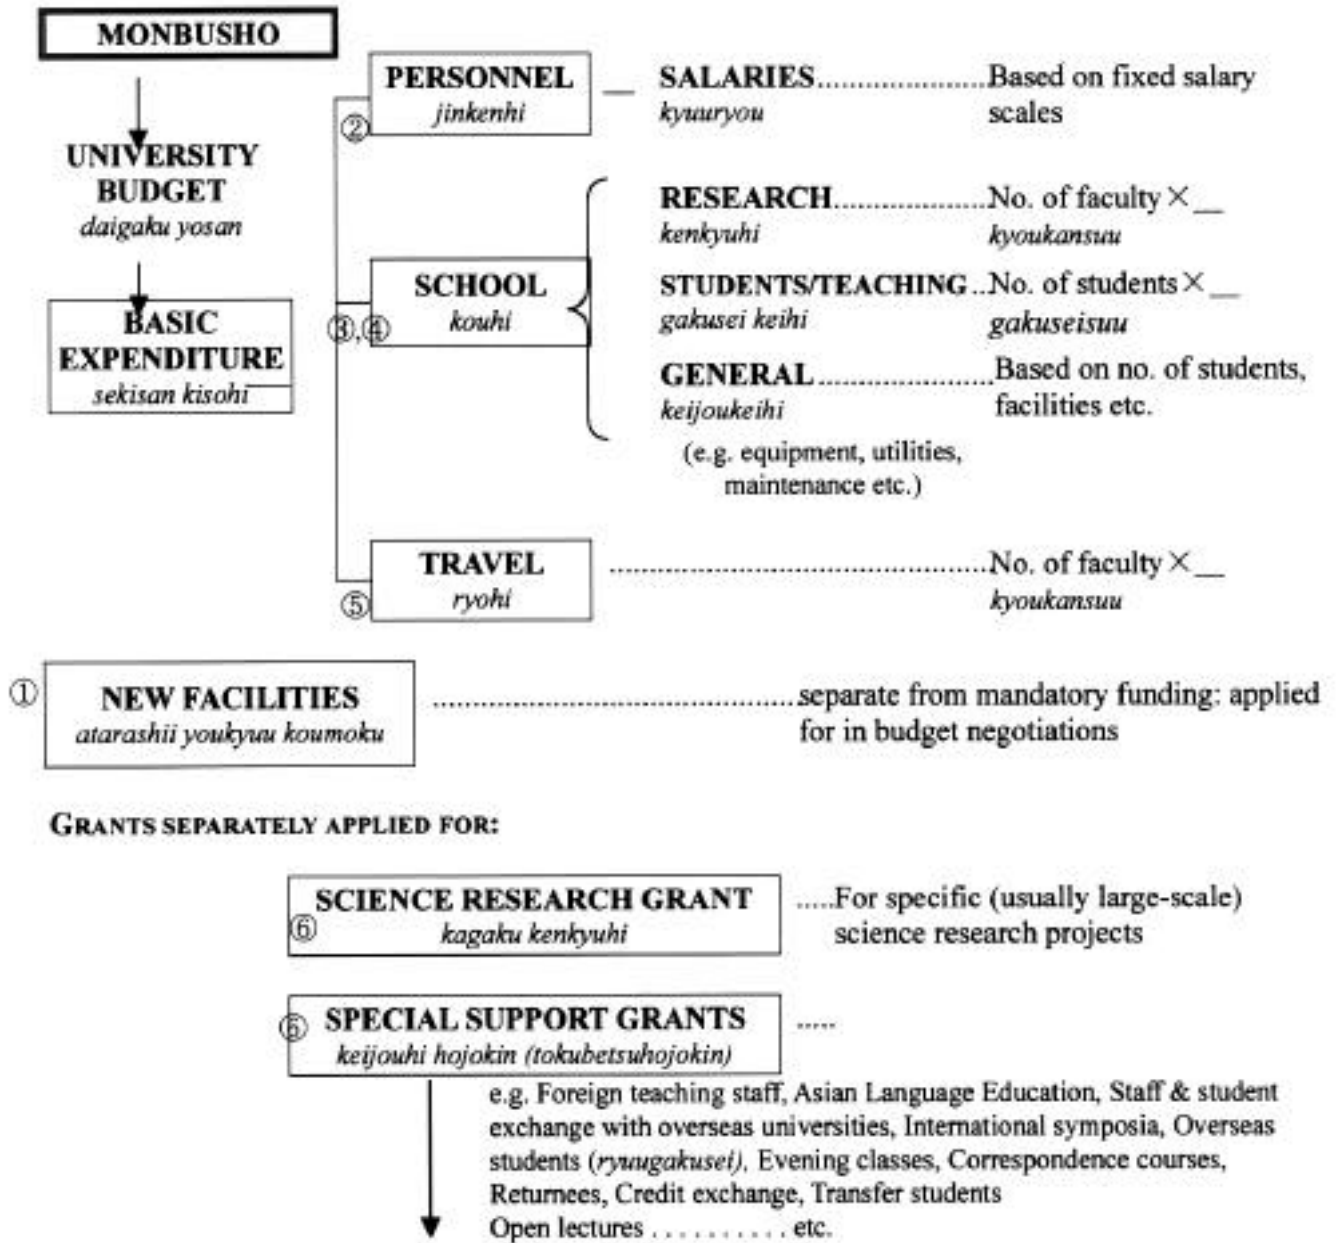 MONBUSHO
UNIVERSITY
BUDGET
daigaku yosan
BASIC
EXPENDITURE
sekisan kisohi
②
PERSONNEL
jinkenhi
SALARIES.....................Based on fixed salary
kyuuryou scales
③,④
SCHOOL
kouhi
RESEARCH...................No. of faculty ×__
kenkyuhi kyoukansuu
STUDENTS/TEACHING..No. of students ×__
gakusei keihi gakuseisuu
GENERAL......................Based on no. of students,
keijoukeihi facilities etc.
(e.g. equipment, utilities,
maintenance etc.)
⑤
TRAVEL ...............................................No. of faculty ×__
ryohi kyoukansuu
①
NEW FACILITIES .............................................separate from mandatory funding: applied
atarashii youkyuu koumoku for in budget negotiations
GRANTS SEPARATELY APPLIED FOR:
⑥
SCIENCE RESEARCH GRANT .....For specific (usually large-scale)
kagaku kenkyuhi science research projects
SPECIAL SUPPORT GRANTS .....
keijouhi hojokin (tokubetsuhojokin)
e.g. Foreign teaching staff, Asian Language Education, Staff & student
exchange with overseas universities, International symposia, Overseas
students (ryuugakusei), Evening classes, Correspondence courses,
Returnees, Credit exchange, Transfer students
Open lectures . . . . . . . . . . etc.